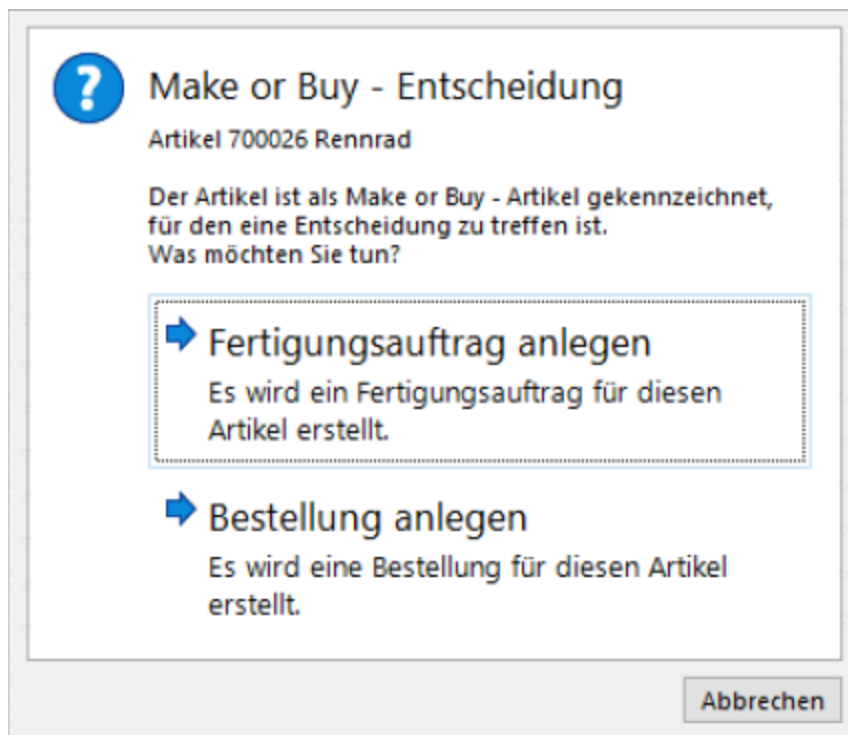 Make or Buy - Entscheidung
Artikel 700026 Rennrad
Der Artikel ist als Make or Buy - Artikel gekennzeichnet,
für den eine Entscheidung zu treffen ist.
Was möchten Sie tun?
Fertigungsauftrag anlegen
Es wird ein Fertigungsauftrag für diesen
Artikel erstellt.
Bestellung anlegen
Es wird eine Bestellung für diesen Artikel
erstellt.
Abbrechen